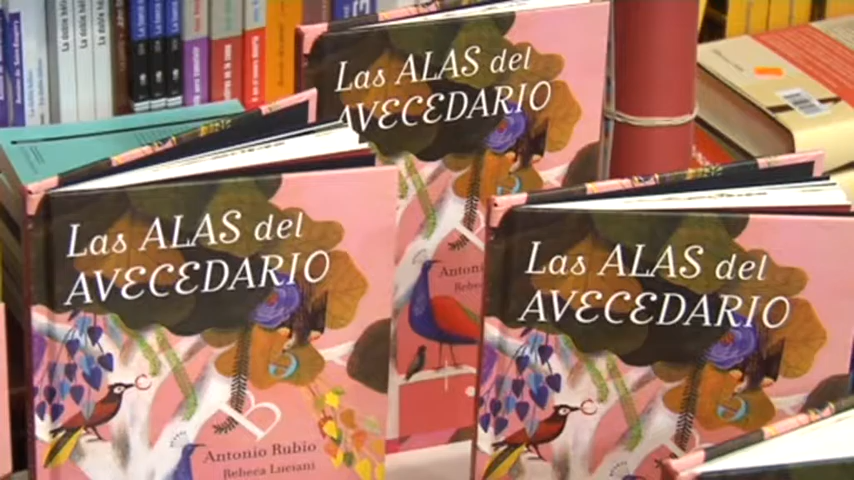 Las ALAS del
AVECEDARIO
Las ALAS del
AVECEDARIO
Antonio Rubio
Rebeca Luciani
Las ALAS del
AVECEDARIO